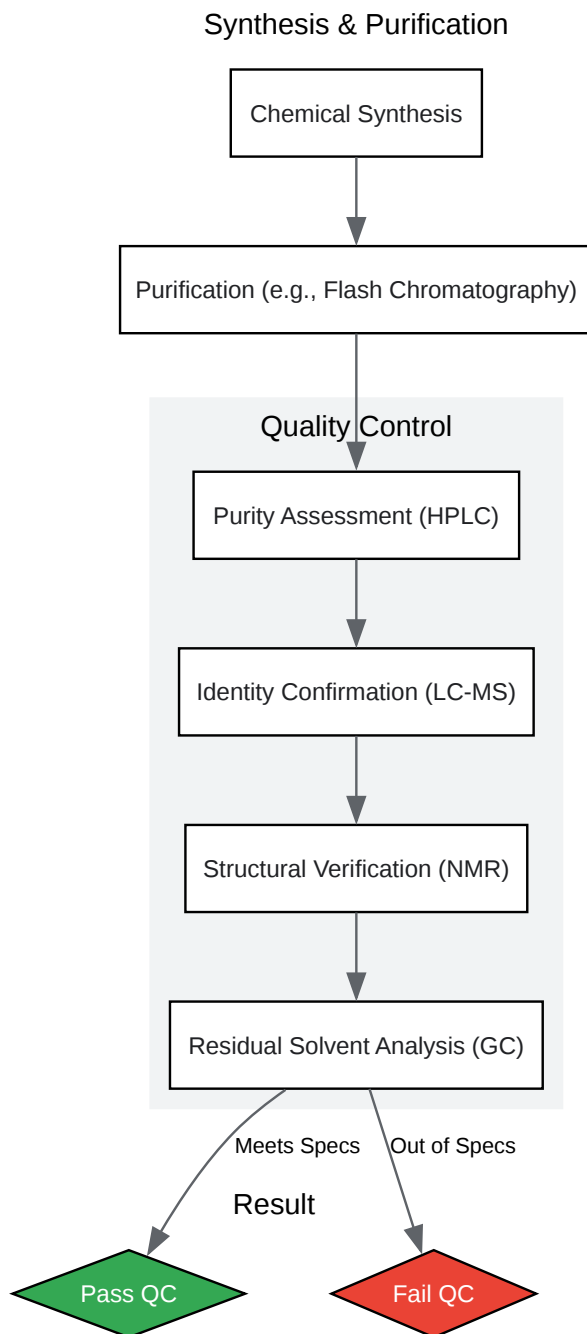 Synthesis & Purification
Chemical Synthesis
Purification (e.g., Flash Chromatography)
Quality Control
Purity Assessment (HPLC)
Identity Confirmation (LC-MS)
Structural Verification (NMR)
Residual Solvent Analysis (GC)
Meets Specs
Out of Specs
Result
Pass QC
Fail QC